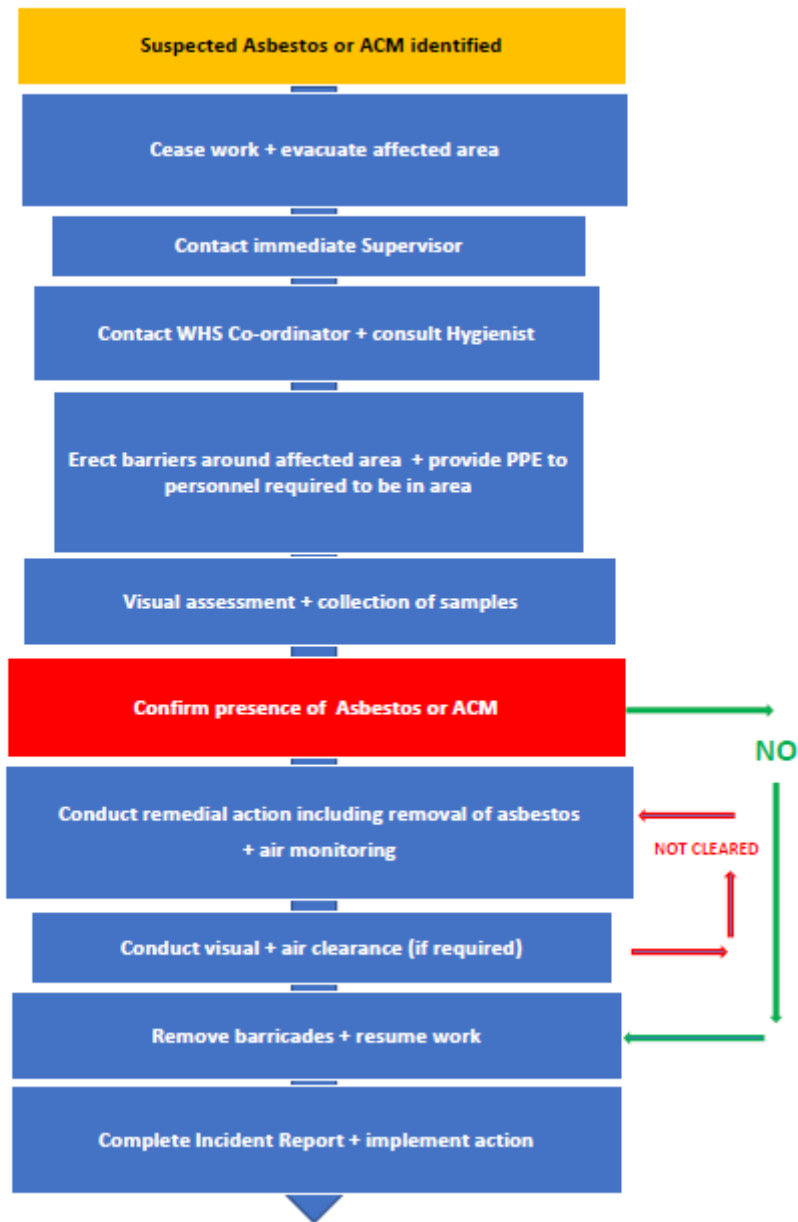 Suspected Asbestos or ACM identified
Cease work + evacuate affected area
Contact immediate Supervisor
Contact WHS Co-ordinator + consult Hygienist
Erect barriers around affected area + provide PPE to
personnel required to be in area
Visual assessment + collection of samples
Confirm presence of Asbestos or ACM
NO
Conduct remedial action including removal of asbestos
+ air monitoring
NOT CLEARED
Conduct visual + air clearance (if required)
Remove barricades + resume work
Complete Incident Report + implement action